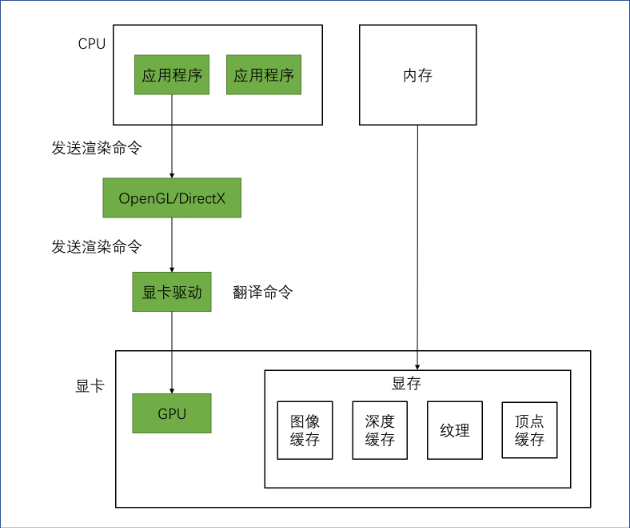 CPU
应用程序
应用程序
内存
发送渲染命令
OpenGL/DirectX
发送渲染命令
显卡驱动
翻译命令
显卡
显存
GPU
图像
缓存
深度
缓存
纹理
顶点
缓存